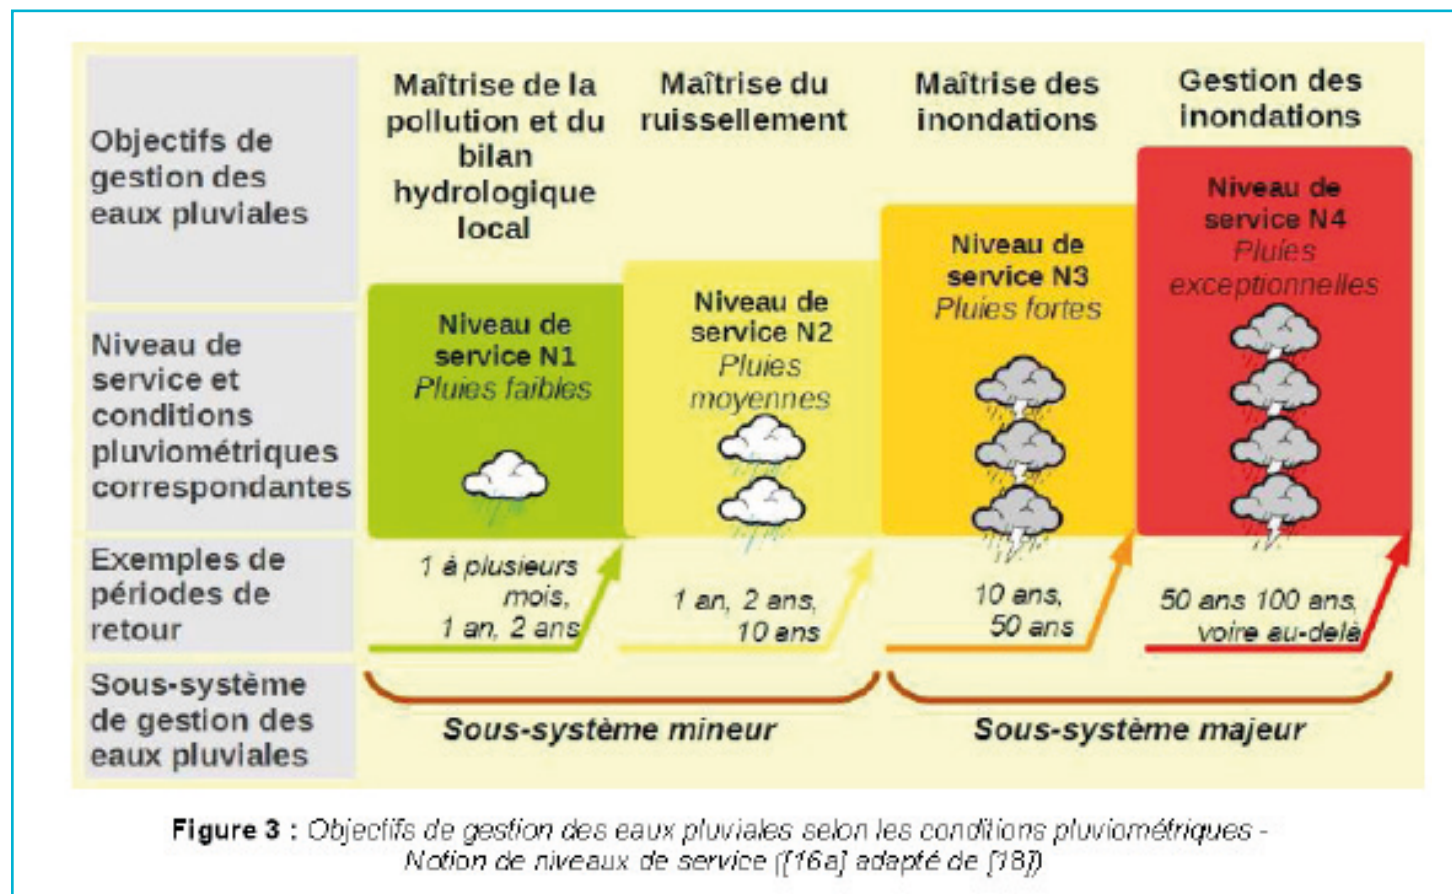 Objectifs de
gestion des
eaux pluviales
Maîtrise de la
pollution et du
bilan
hydrologique
local
Maîtrise du
ruissellement
Maîtrise des
inondations
Gestion des
inondations
Niveau de
service et
conditions
pluviométriques
correspondantes
Niveau de
service N1
Pluies faibles
Niveau de
service N2
Pluies
moyennes
Niveau de
service N3
Pluies fortes
Niveau de
service N4
Pluies
exceptionnelles
Exemples de
périodes de
retour
1 à plusieurs
mois,
1 an, 2 ans
1 an, 2 ans,
10 ans
10 ans,
50 ans
50 ans 100 ans,
voire au-delà
Sous-système
de gestion des
eaux pluviales
Sous-système mineur
Sous-système majeur
Figure 3 : Objectifs de gestion des eaux pluviales selon les conditions pluviométriques -
Notion de niveaux de service ([16a] adapté de [18])